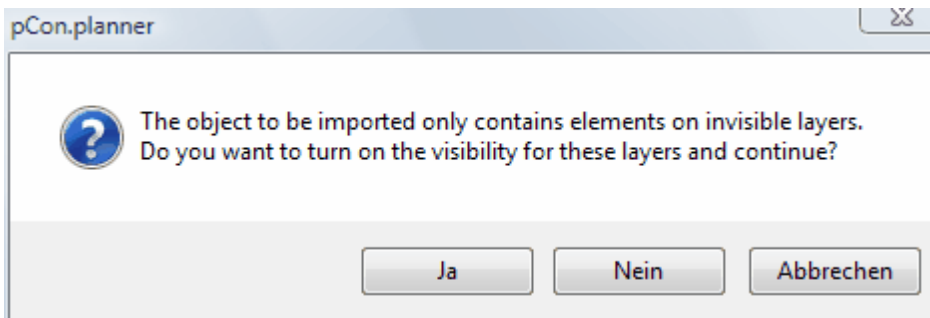 pCon.planner
The object to be imported only contains elements on invisible layers.
Do you want to turn on the visibility for these layers and continue?
Ja
Nein
Abbrechen